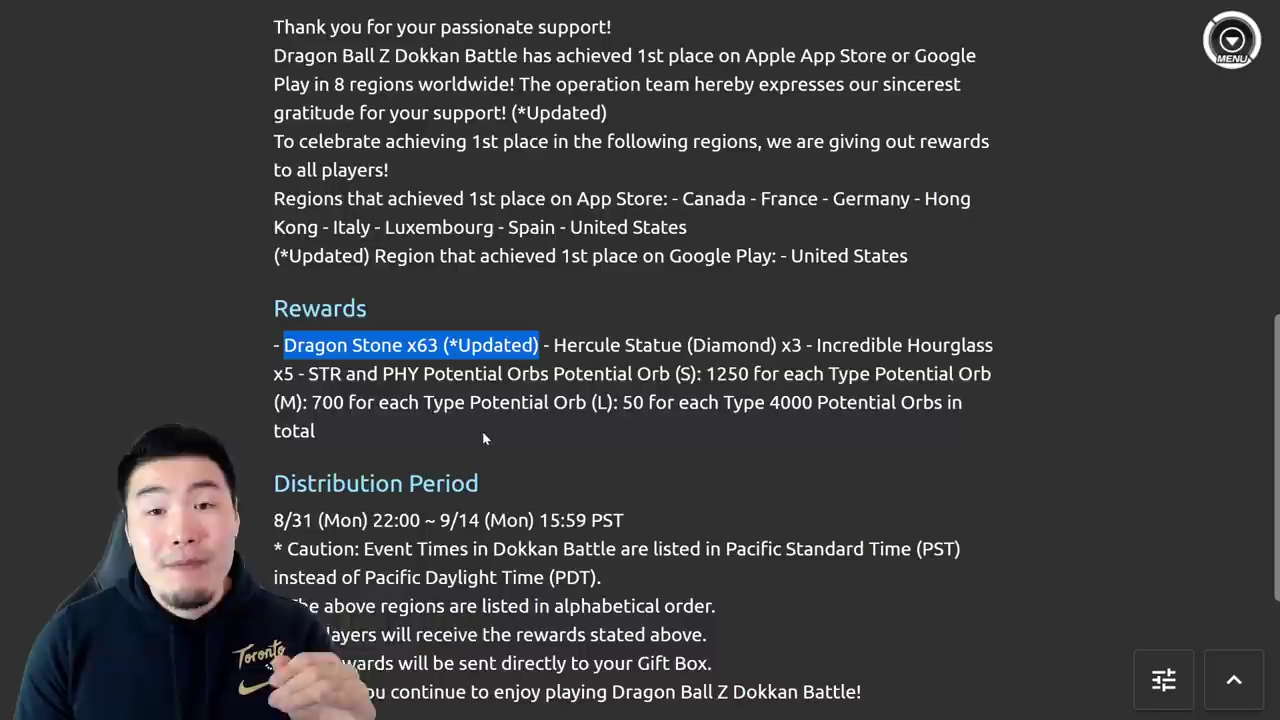 Thank you for your passionate support!
Dragon Ball Z Dokkan Battle has achieved 1st place on Apple App Store or Google
Play in 8 regions worldwide! The operation team hereby expresses our sincerest
gratitude for your support! (*Updated)
To celebrate achieving 1st place in the following regions, we are giving out rewards
to all players!
Regions that achieved 1st place on App Store: - Canada - France - Germany - Hong
Kong - Italy - Luxembourg - Spain - United States
(*Updated) Region that achieved 1st place on Google Play: - United States
MENU
Rewards
- Dragon Stone x63 (*Updated) - Hercule Statue (Diamond) x3 - Incredible Hourglass
x5 - STR and PHY Potential Orbs Potential Orb (S): 1250 for each Type Potential Orb
(M): 700 for each Type Potential Orb (L): 50 for each Type 4000 Potential Orbs in
total
Distribution Period
8/31 (Mon) 22:00 ~ 9/14 (Mon) 15:59 PST
* Caution: Event Times in Dokkan Battle are listed in Pacific Standard Time (PST)
instead of Pacific Daylight Time (PDT).
above regions are listed in alphabetical order.
will receive the rewards stated above.
will be sent directly to your Gift Box.
continue to enjoy playing Dragon Ball Z Dokkan Battle!
Toronto